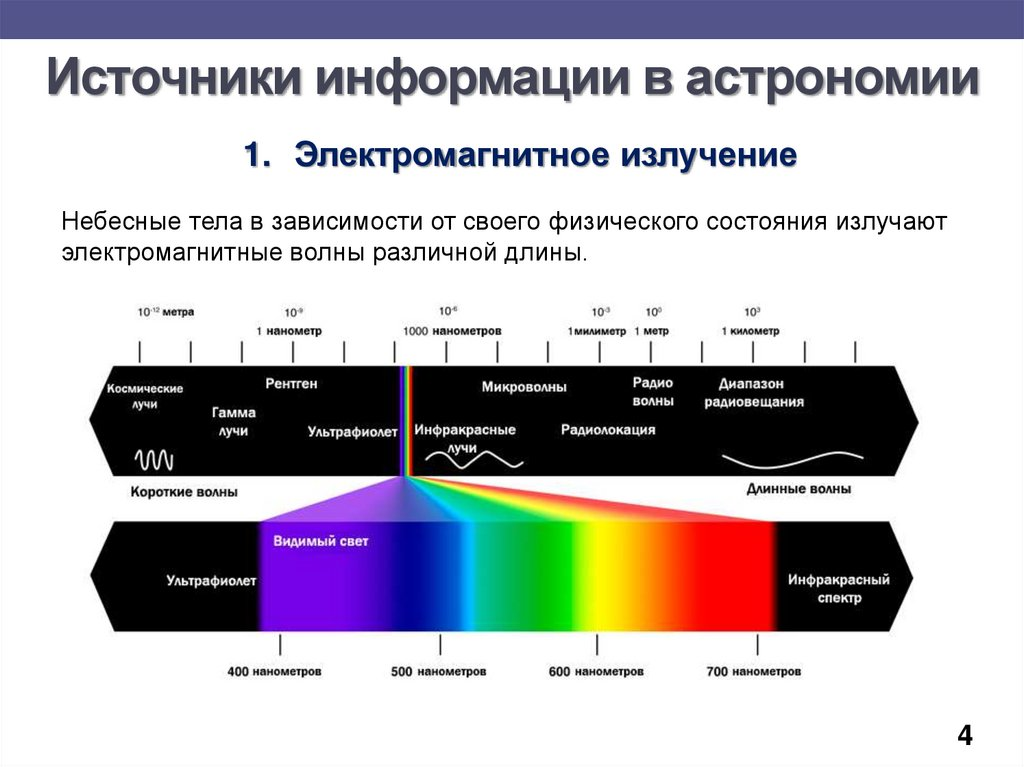 Источники информации в астрономии
1. Электромагнитное излучение
Небесные тела в зависимости от своего физического состояния излучают
электромагнитные волны различной длины.
10⁻¹² метра 10⁻⁹ 10⁻⁶ 10⁻³ 10⁰ 10³
1 нанометр 1000 нанометров 1 милиметр 1 метр 1 километр
Космические
лучи
Гамма
лучи
Рентген
Ультрафиолет
Инфракрасные
лучи
Микроволны
Радиолокация
Радио
волны
Диапазон
радиовещания
Короткие волны Длинные волны
Видимый свет
Ультрафиолет
Инфракрасный
спектр
400 нанометров 500 нанометров 600 нанометров 700 нанометров
4